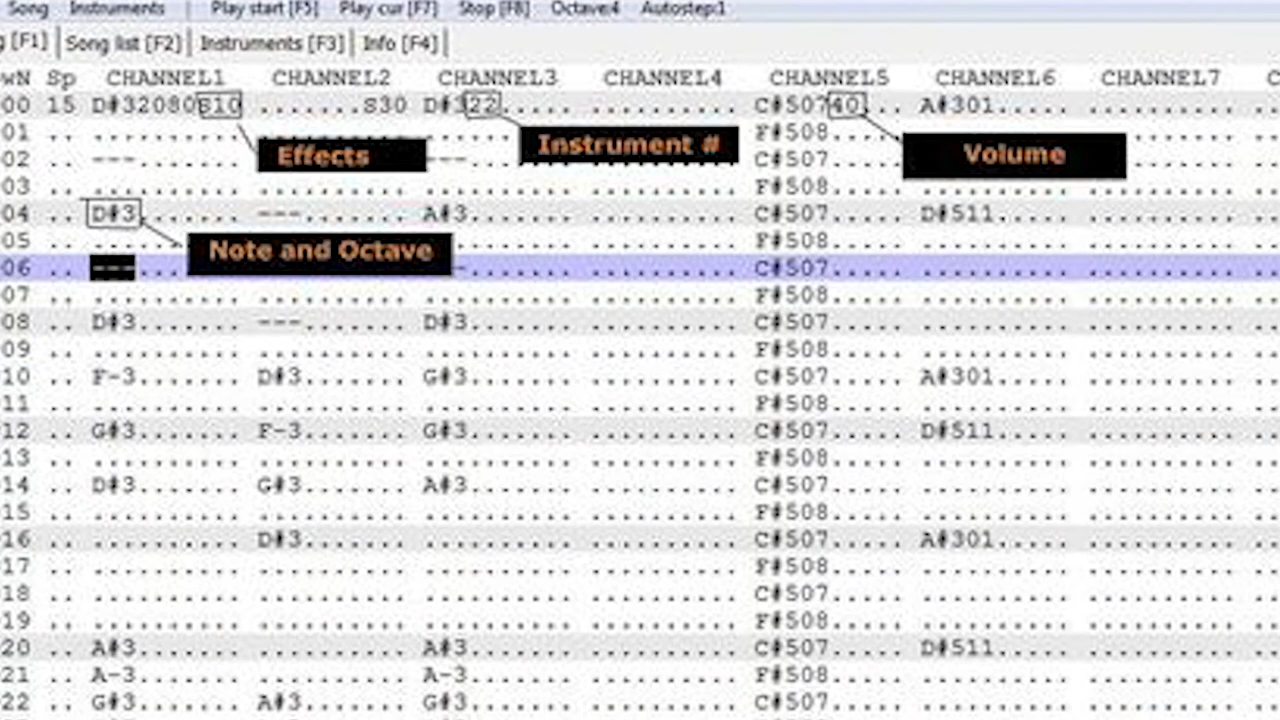 Song Instruments | Play start [F5] Play cur [F7] Stop [F8] Octave:4 Autostep:1
[F1] | Song list [F2] | Instruments [F3] | Info [F4] |
wN Sp CHANNEL1 CHANNEL2 CHANNEL3 CHANNEL4 CHANNEL5 CHANNEL6 CHANNEL7 C
00 15 D#32080S10 .......S30 D#322..... .......... C#50740... A#301..... ..........
01 .. .......... .......... F#508..... .......... ..........
Effects Instrument # Volume
02 .. ---....... --- C#507..... .......... ..........
03 .. .......... .......... .......... .......... F#508..... .......... ..........
04 .. D#3....... ---....... A#3....... .......... C#507..... D#511..... ..........
05 .. .......... F#508..... .......... ..........
Note and Octave
06 .. ---.... - C#507..... .......... ..........
07 .. .......... .......... .......... .......... F#508..... .......... ..........
08 .. D#3....... ---....... D#3....... .......... C#507..... .......... ..........
09 .. .......... .......... .......... .......... F#508..... .......... ..........
10 .. F-3....... D#3....... G#3....... .......... C#507..... A#301..... ..........
11 .. .......... .......... .......... .......... F#508..... .......... ..........
12 .. G#3....... F-3....... G#3....... .......... C#507..... D#511..... ..........
13 .. .......... .......... .......... .......... F#508..... .......... ..........
14 .. D#3....... G#3....... A#3....... .......... C#507..... .......... ..........
15 .. .......... .......... .......... .......... F#508..... .......... ..........
16 .. .......... D#3....... .......... .......... C#507..... A#301..... ..........
17 .. .......... .......... .......... .......... F#508..... .......... ..........
18 .. .......... .......... .......... .......... C#507..... .......... ..........
19 .. .......... .......... .......... .......... F#508..... .......... ..........
20 .. A#3....... .......... A#3....... .......... C#507..... D#511..... ..........
21 .. A-3....... .......... A-3....... .......... F#508..... .......... ..........
22 .. G#3....... A#3....... G#3....... .......... C#507..... .......... ..........